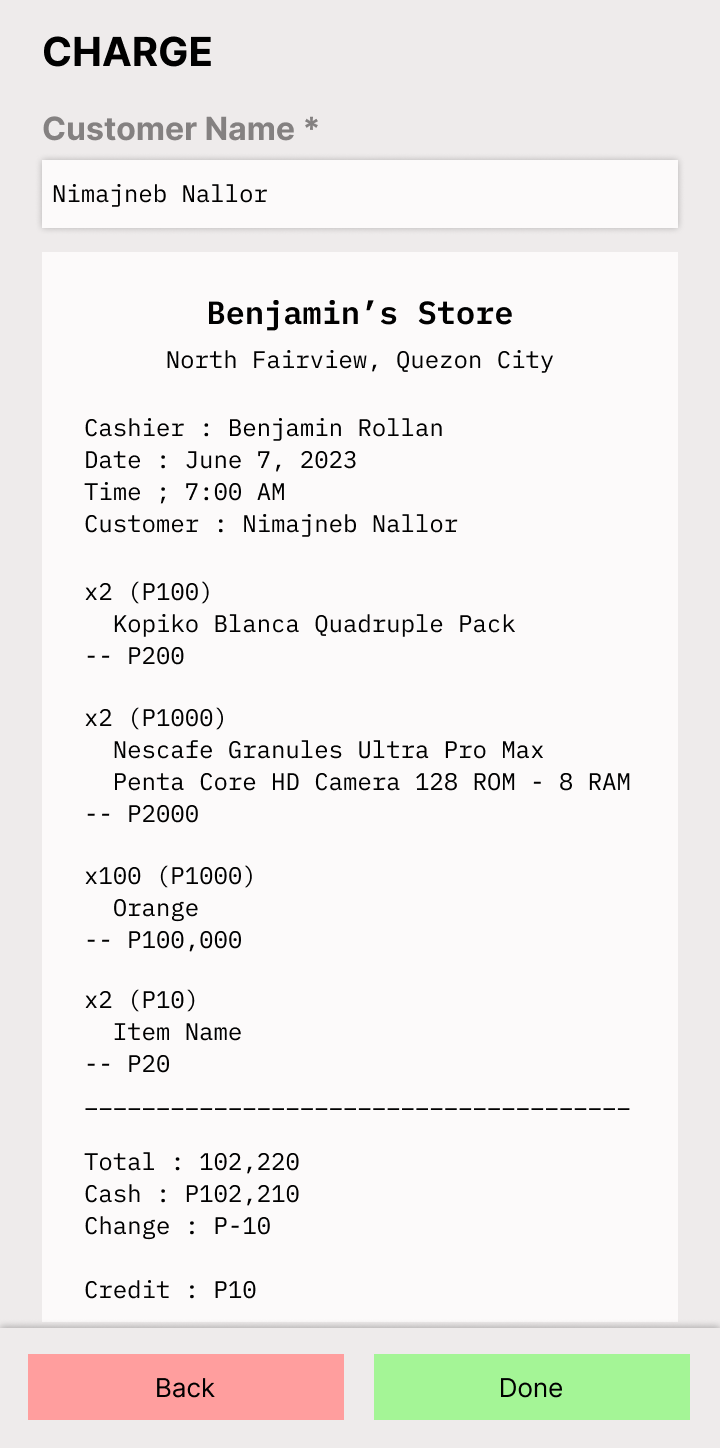 CHARGE
Customer Name *
Nimajneb Nallor
Benjamin’s Store
North Fairview, Quezon City
Cashier : Benjamin Rollan
Date : June 7, 2023
Time ; 7:00 AM
Customer : Nimajneb Nallor
x2 (P100)
Kopiko Blanca Quadruple Pack
-- P200
x2 (P1000)
Nescafe Granules Ultra Pro Max
Penta Core HD Camera 128 ROM - 8 RAM
-- P2000
x100 (P1000)
Orange
-- P100,000
x2 (P10)
Item Name
-- P20
--------------------------------------
Total : 102,220
Cash : P102,210
Change : P-10
Credit : P10
Back
Done